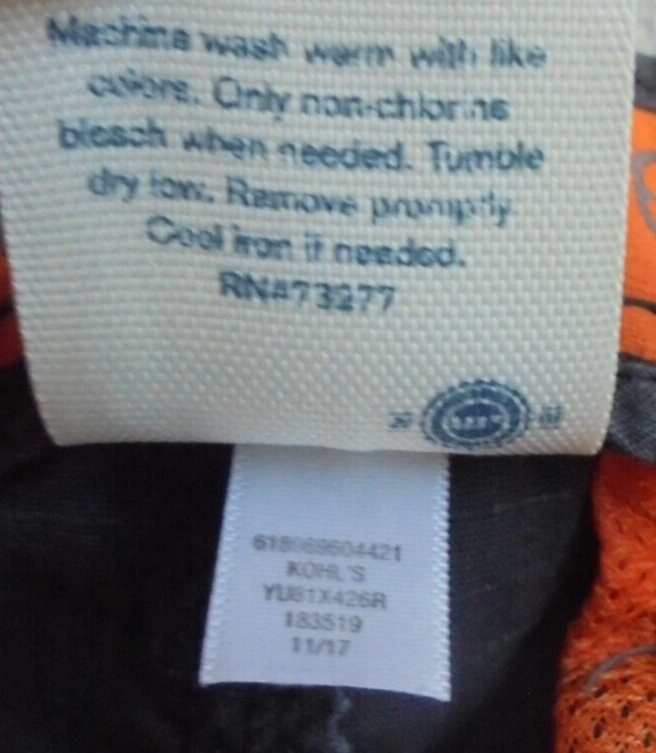 Machine wash warm with like
colors. Only non-chlorine
bleach when needed. Tumble
dry low. Remove promptly.
Cool iron if needed.
RN#73277
618069604421
KOHL'S
YU81X426R
183519
11/17